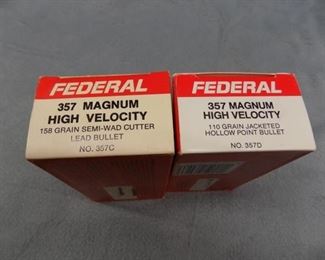 FEDERAL
357 MAGNUM
HIGH VELOCITY
158 GRAIN SEMI-WAD CUTTER
LEAD BULLET
NO. 357C
FEDERAL
357 MAGNUM
HIGH VELOCITY
110 GRAIN JACKETED
HOLLOW POINT BULLET
NO. 357D